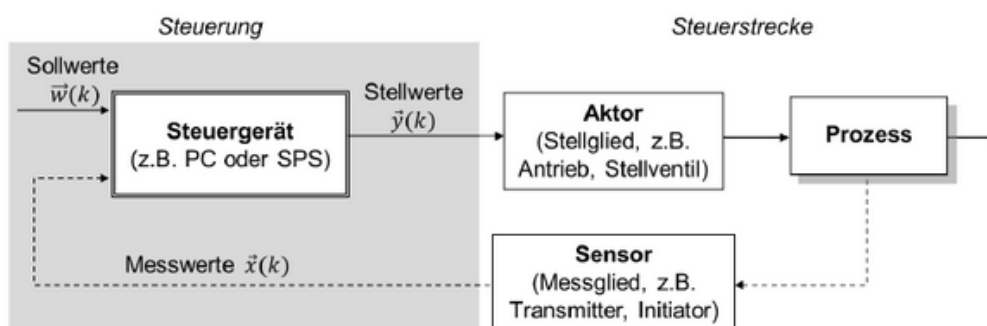 Steuerung
Steuerstrecke
Sollwerte
w⃗(k)
Steuergerät
(z.B. PC oder SPS)
Stellwerte
y⃗(k)
Aktor
(Stellglied, z.B.
Antrieb, Stellventil)
Prozess
Messwerte x⃗(k)
Sensor
(Messglied, z.B.
Transmitter, Initiator)